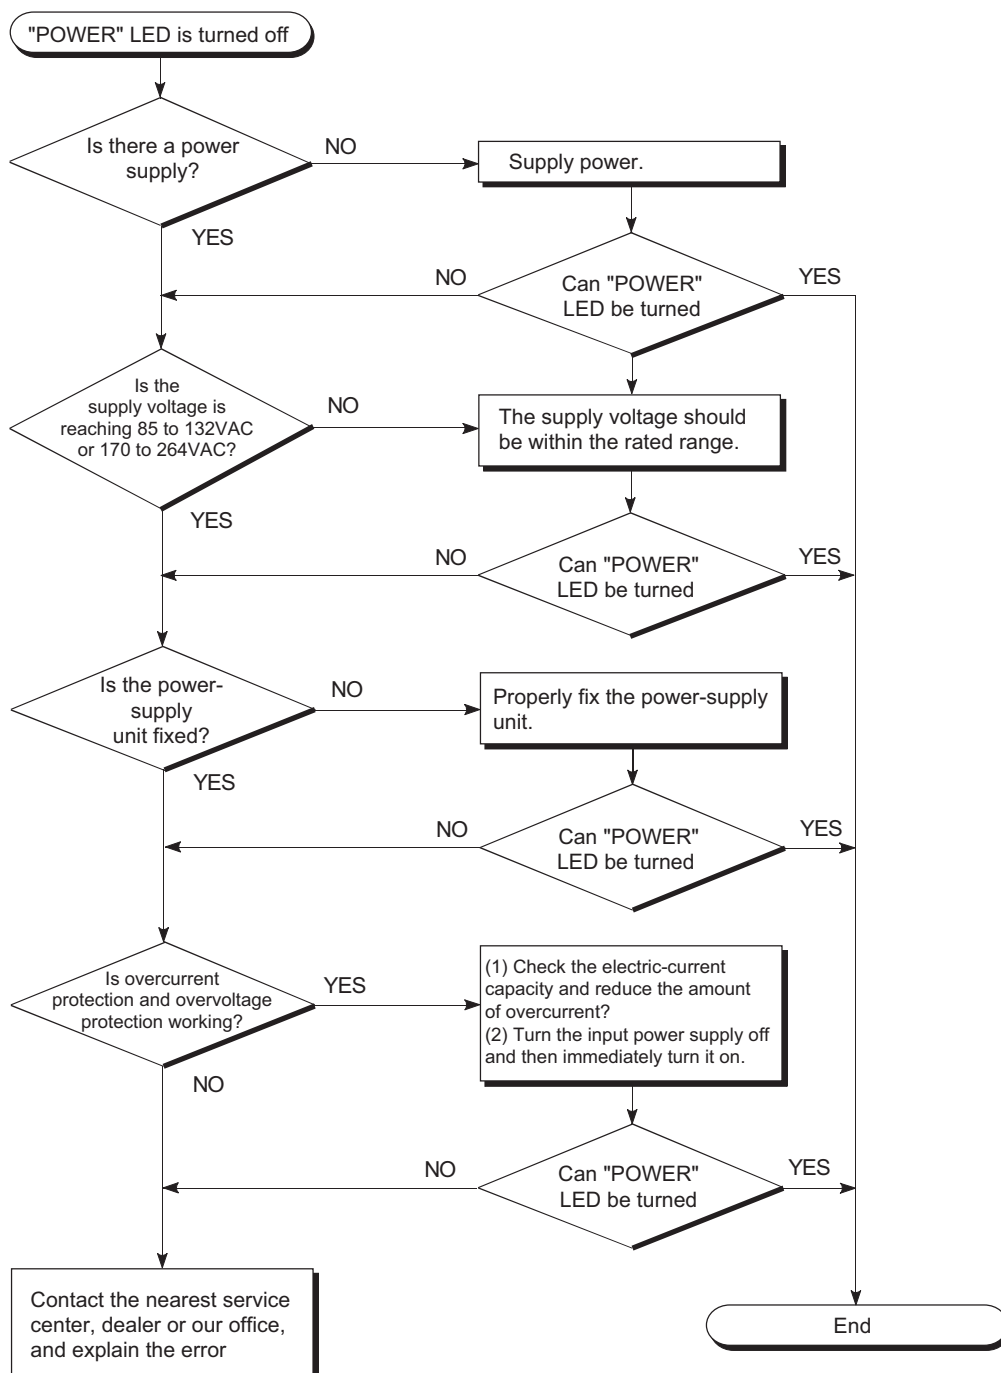 "POWER" LED is turned off
Is there a power
supply?
NO
Supply power.
YES
NO
Can "POWER"
LED be turned
YES
Is the
supply voltage is
reaching 85 to 132VAC
or 170 to 264VAC?
NO
The supply voltage should
be within the rated range.
YES
NO
Can "POWER"
LED be turned
YES
Is the power-
supply
unit fixed?
NO
Properly fix the power-supply
unit.
YES
NO
Can "POWER"
LED be turned
YES
Is overcurrent
protection and overvoltage
protection working?
YES
(1) Check the electric-current
capacity and reduce the amount
of overcurrent?
(2) Turn the input power supply off
and then immediately turn it on.
NO
NO
Can "POWER"
LED be turned
YES
Contact the nearest service
center, dealer or our office,
and explain the error
End